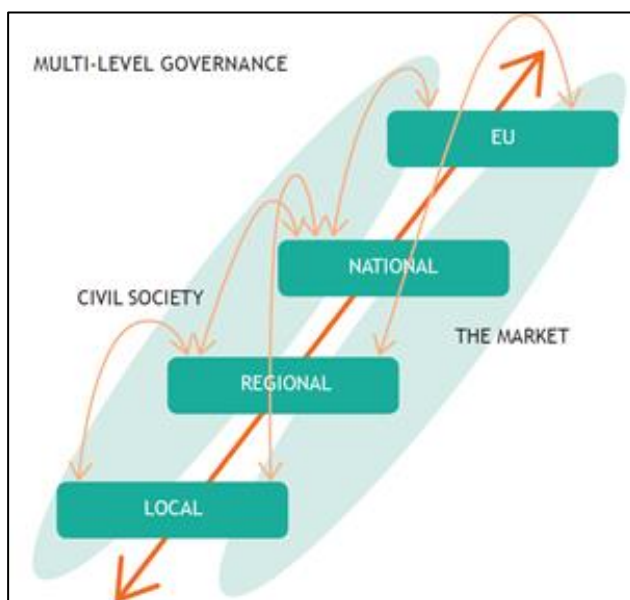 MULTI-LEVEL GOVERNANCE
EU
NATIONAL
CIVIL SOCIETY
THE MARKET
REGIONAL
LOCAL